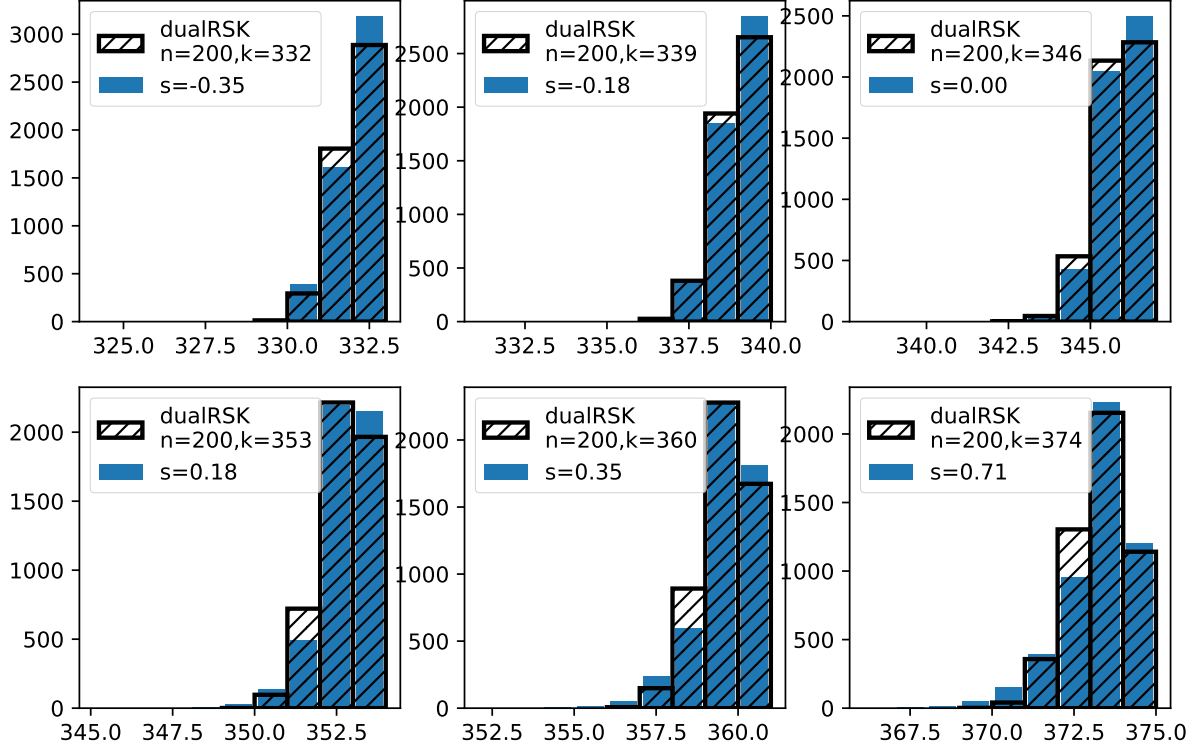 dualRSK
n=200,k=332
s=-0.35
3000
2500
2000
1500
1000
500
0
325.0 327.5 330.0 332.5
dualRSK
n=200,k=339
s=-0.18
2500
2000
1500
1000
500
0
332.5 335.0 337.5 340.0
dualRSK
n=200,k=346
s=0.00
2500
2000
1500
1000
500
0
340.0 342.5 345.0
dualRSK
n=200,k=353
s=0.18
2000
1500
1000
500
0
345.0 347.5 350.0 352.5
dualRSK
n=200,k=360
s=0.35
2000
1500
1000
500
0
352.5 355.0 357.5 360.0
dualRSK
n=200,k=374
s=0.71
2000
1500
1000
500
0
367.5 370.0 372.5 375.0